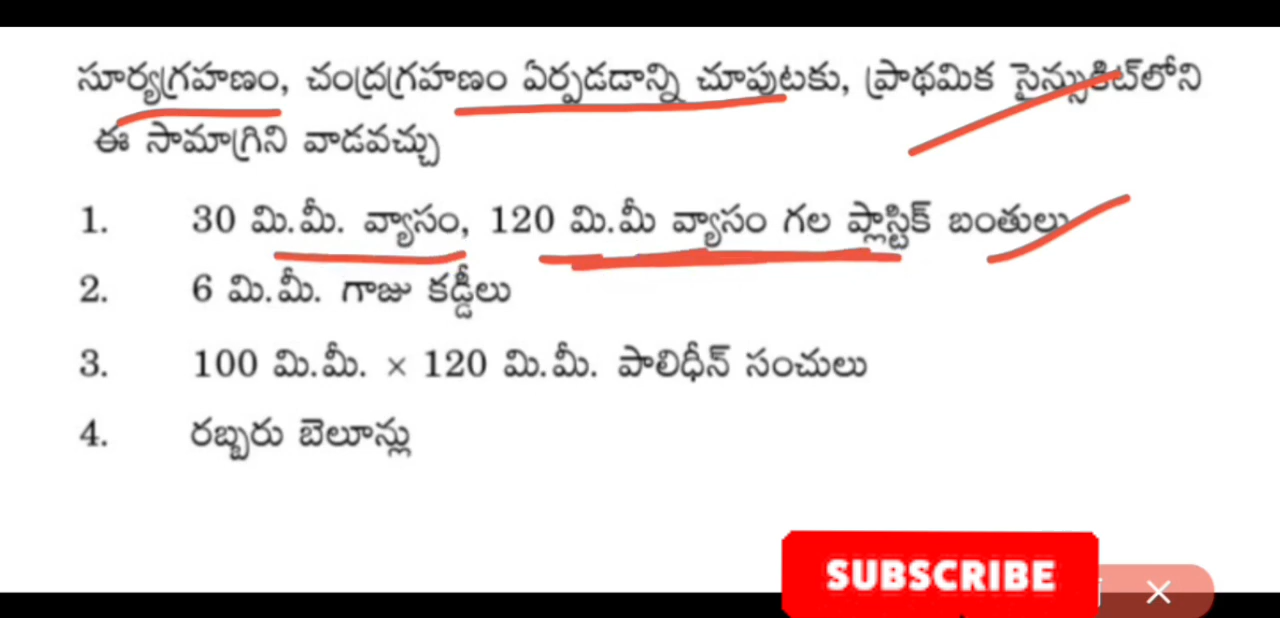 సూర్యగ్రహణం, చంద్రగ్రహణం ఏర్పడడాన్ని చూపుటకు, ప్రాథమిక సైన్సుకిట్‌లోని
ఈ సామాగ్రిని వాడవచ్చు
1. 30 మి.మీ. వ్యాసం, 120 మి.మీ వ్యాసం గల ప్లాస్టిక్ బంతులు
2. 6 మి.మీ. గాజు కడ్డీలు
3. 100 మి.మీ. × 120 మి.మీ. పాలిధీన్ సంచులు
4. రబ్బరు బెలూన్లు
SUBSCRIBE